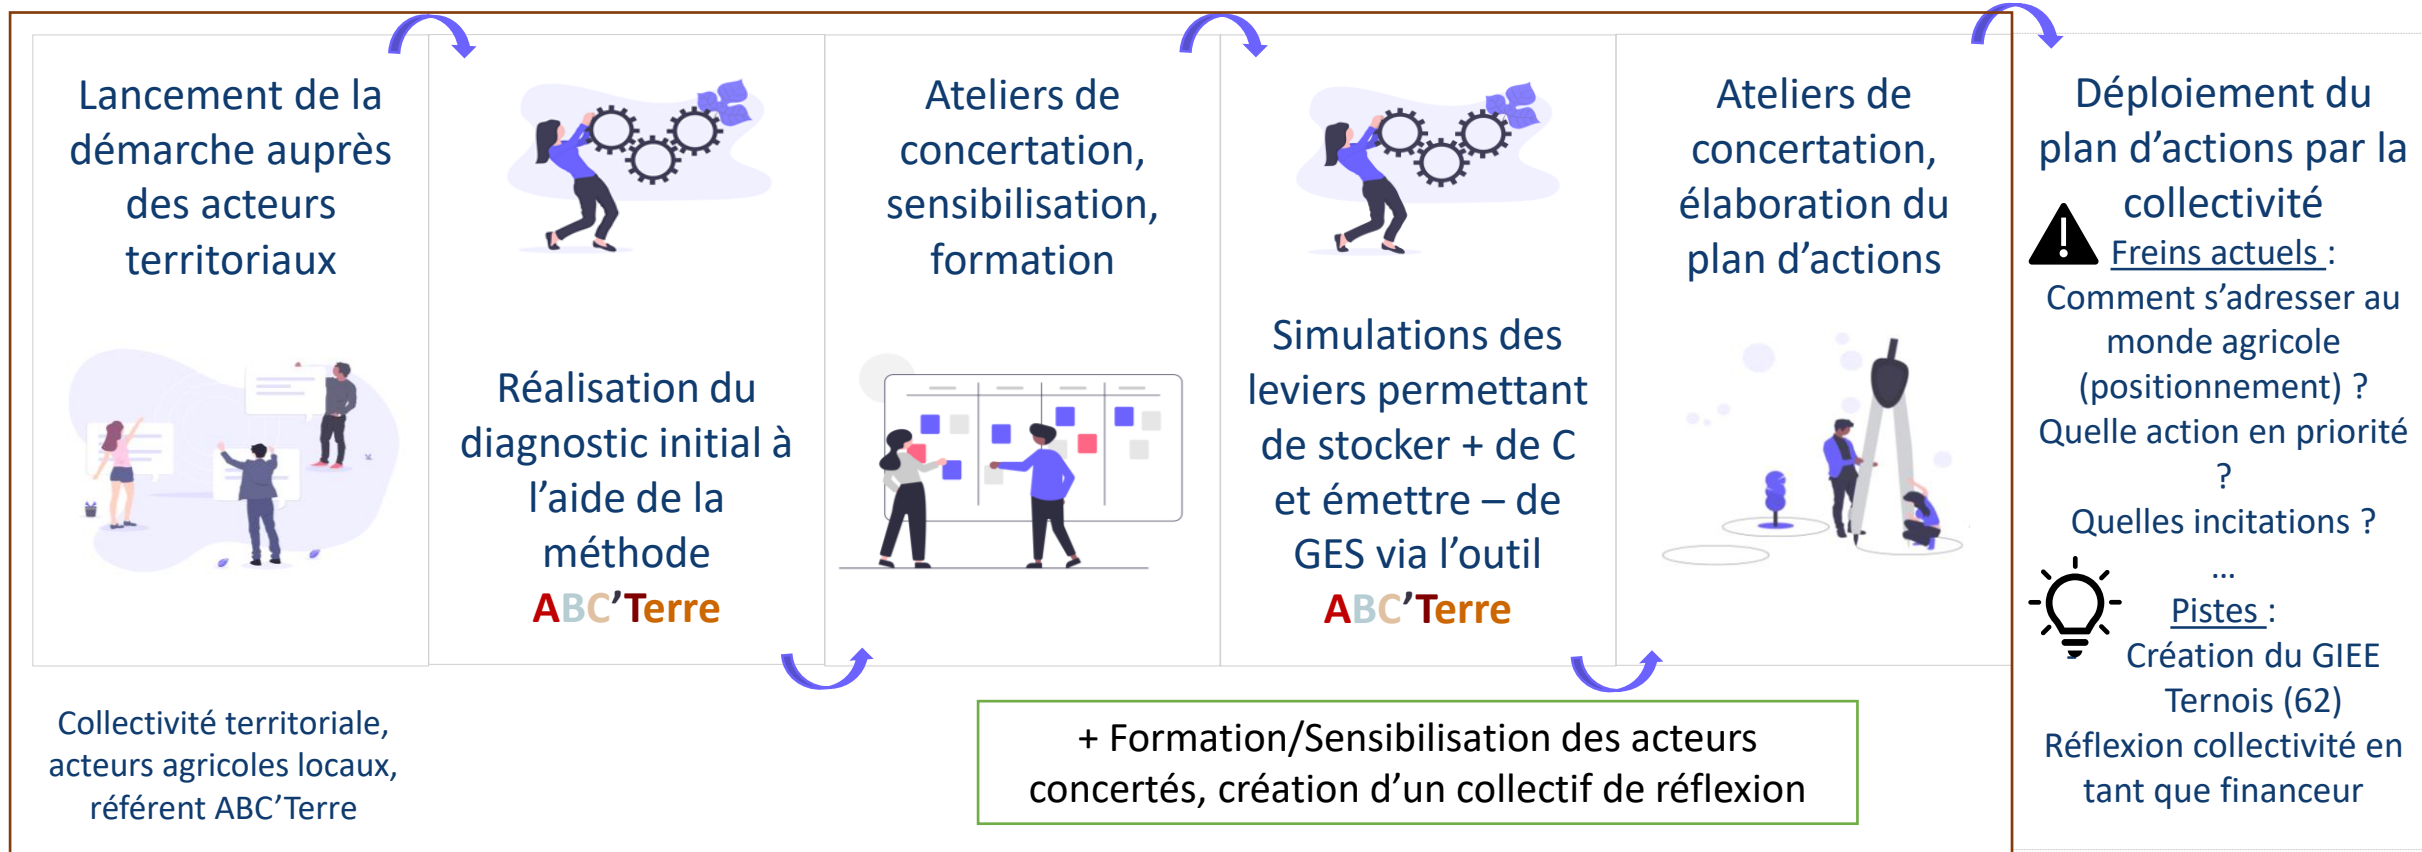 Lancement de la
démarche auprès
des acteurs
territoriaux
Collectivité territoriale,
acteurs agricoles locaux,
référent ABC’Terre
Réalisation du
diagnostic initial à
l’aide de la
méthode
ABC’Terre
Ateliers de
concertation,
sensibilisation,
formation
Simulations des
leviers permettant
de stocker + de C
et émettre – de
GES via l’outil
ABC’Terre
Ateliers de
concertation,
élaboration du
plan d’actions
+ Formation/Sensibilisation des acteurs
concertés, création d’un collectif de réflexion
Déploiement du
plan d’actions par la
collectivité
Freins actuels :
Comment s’adresser au
monde agricole
(positionnement) ?
Quelle action en priorité
?
Quelles incitations ?
...
Pistes :
- Création du GIEE
Ternois (62)
Réflexion collectivité en
tant que financeur